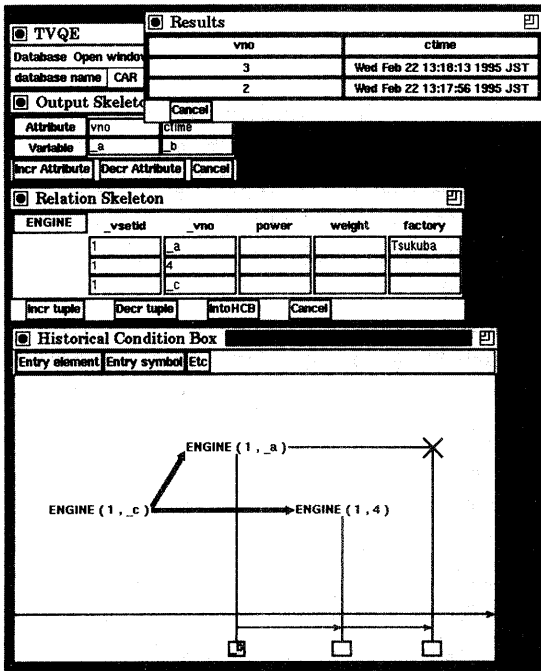 TVQE
Database Open window
database name CAR
Results
vno ctime
3 Wed Feb 22 13:18:13 1995 JST
2 Wed Feb 22 13:17:56 1995 JST
Cancel
Output Skeleto
Attribute vno ctime
Variable _a _b
Incr Attribute Decr Attribute Cancel
Relation Skeleton
ENGINE _vsetid _vno power weight factory
1 _a Tsukuba
1 4
1 _c
Incr tuple Decr tuple IntoHCB Cancel
Historical Condition Box
Entry element Entry symbol Etc
ENGINE ( 1 , _a )
ENGINE ( 1 , _c ) ENGINE ( 1 , 4 )
_b